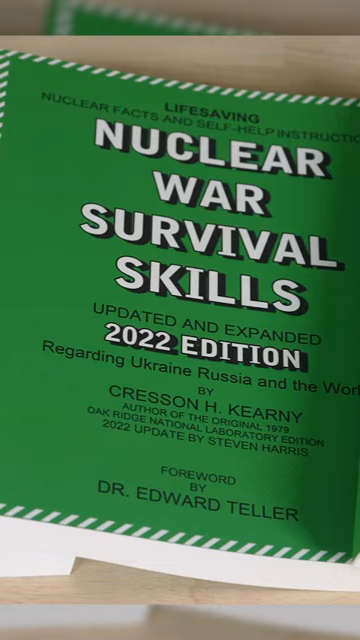 LIFESAVING
NUCLEAR FACTS AND SELF-HELP
NUCLEAR
WAR
SURVIVAL
SKILLS
UPDATED AND EXPANDED
2022 EDITION
Regarding Ukraine Russia and the
BY
CRESSON H. KEARNY
AUTHOR OF THE ORIGINAL 1979
OAK RIDGE NATIONAL LABORATORY EDITION
2022 UPDATE BY STEVEN HARRIS
FOREWORD
BY
DR. EDWARD TELLER